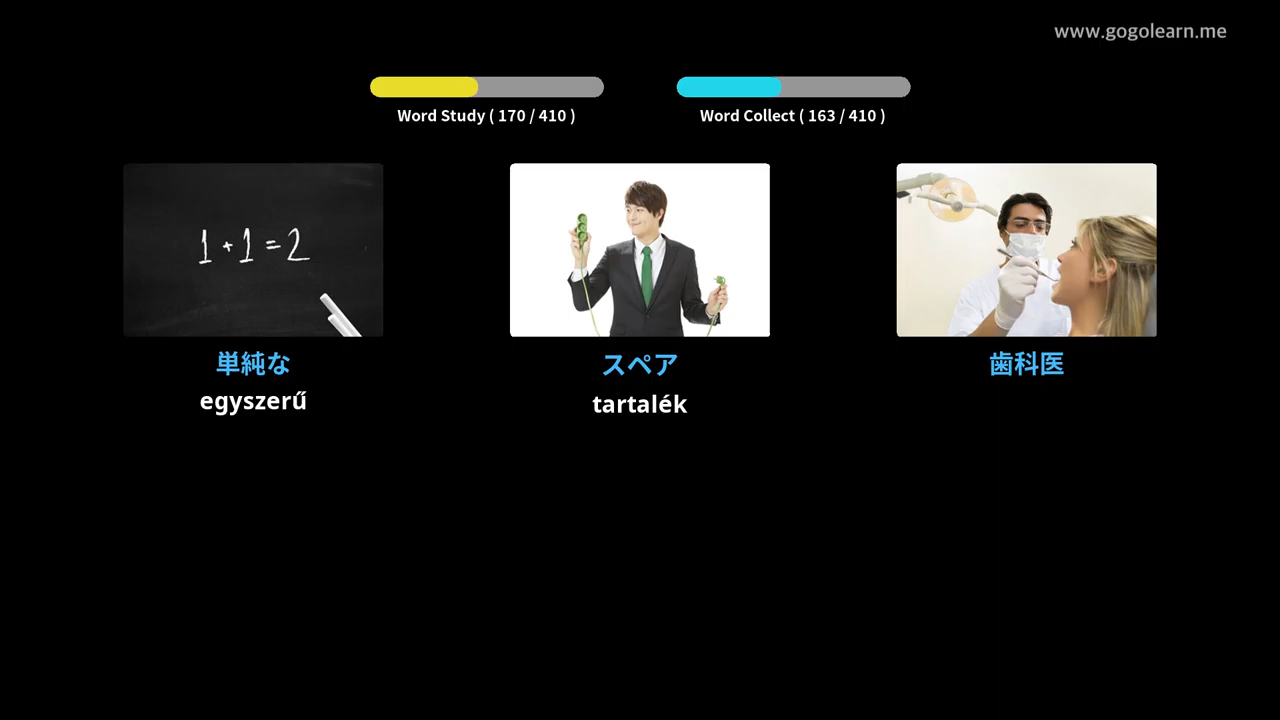 www.gogolearn.me
Word Study ( 170 / 410 )
Word Collect ( 163 / 410 )
1 + 1 = 2
単純な
スペア
歯科医
egyszerű
tartalék